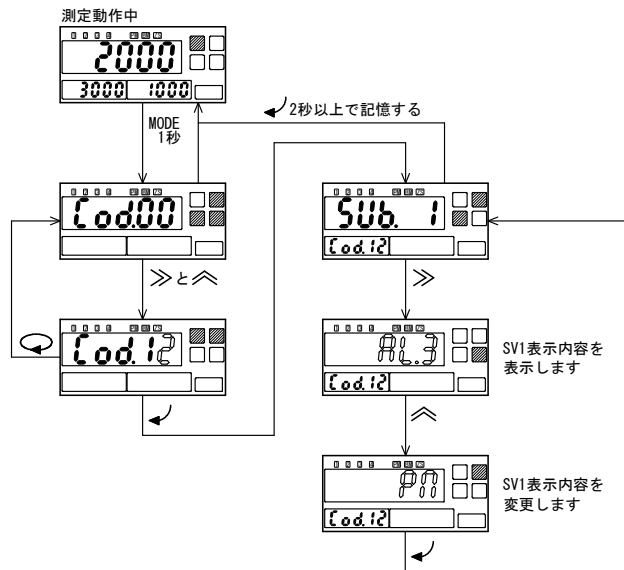 測定動作中
2000
3000 1000
MODE
1秒
2秒以上で記憶する
Cod.00
≫と︽
Cod.12
SUb. 1
Cod.12
≫
AL.3
Cod.12
SV1表示内容を
表示します
︽
PM
Cod.12
SV1表示内容を
変更します